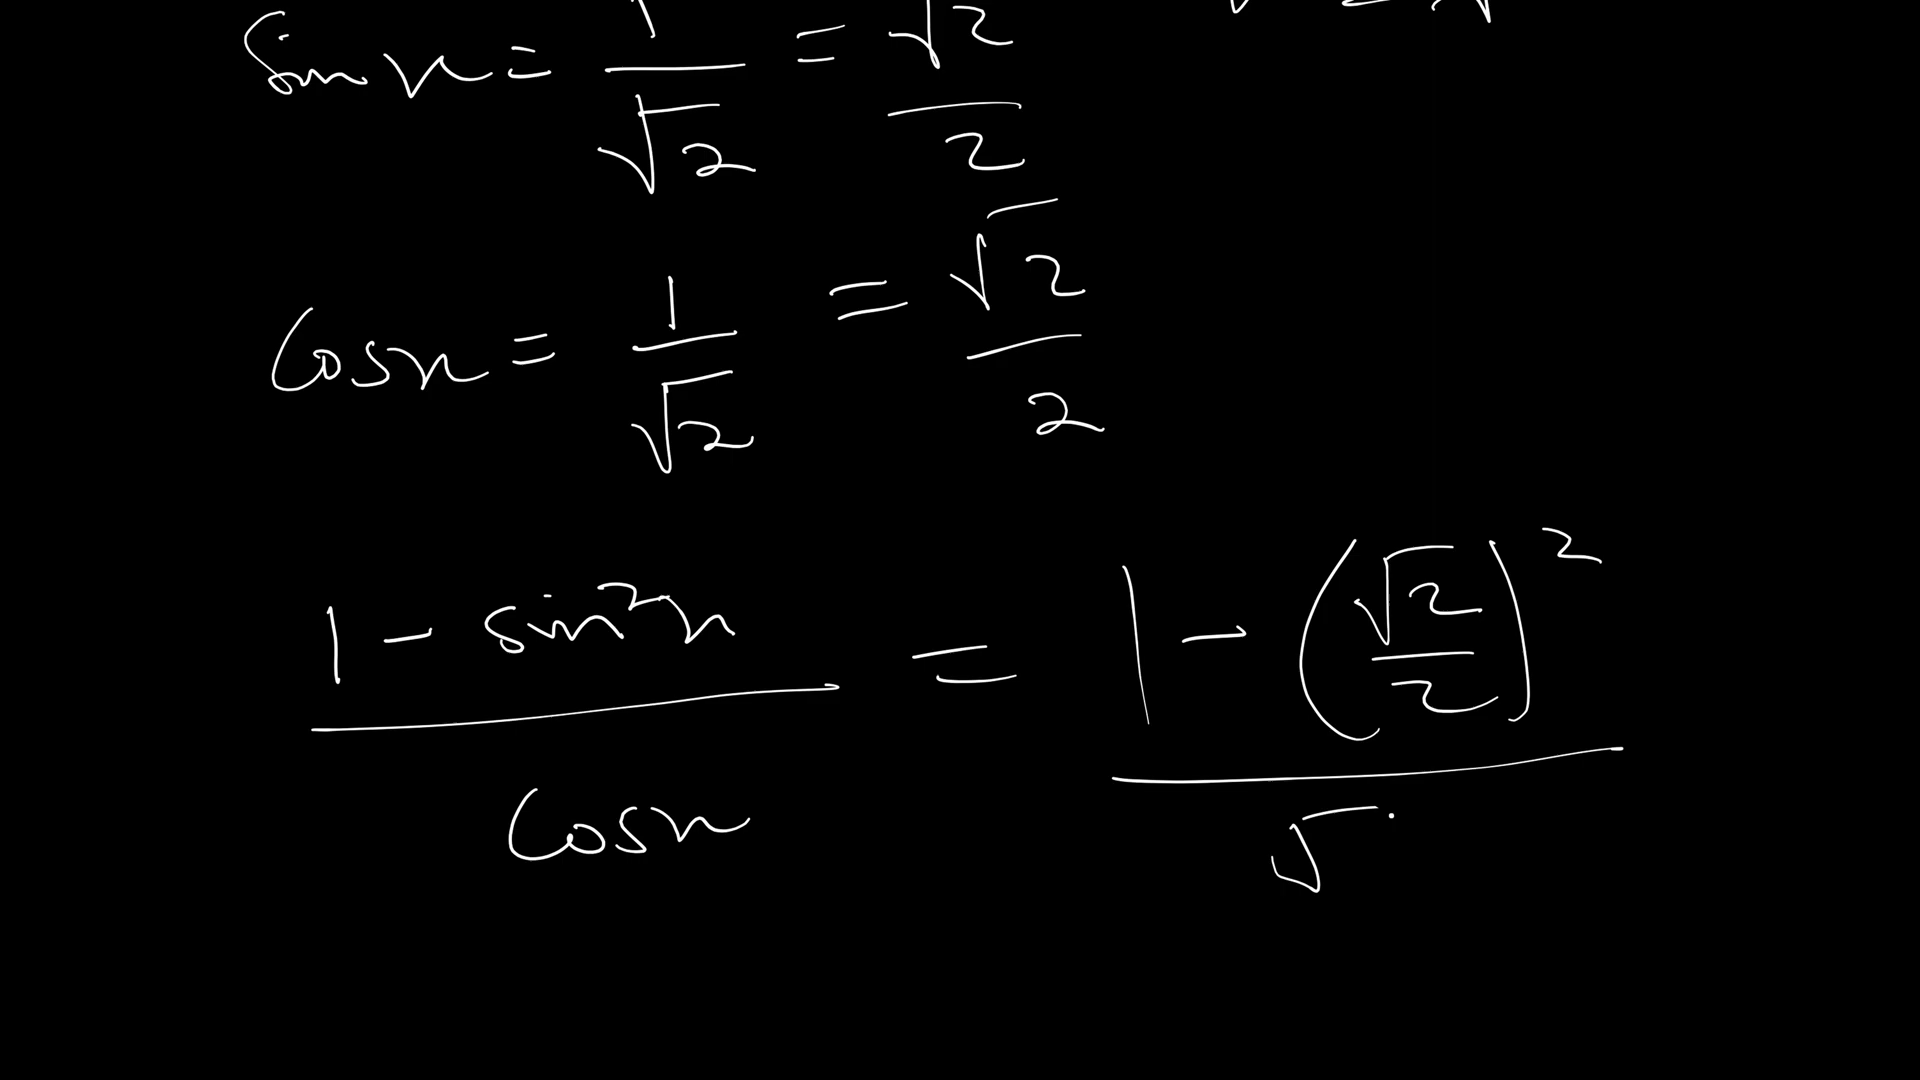 sin x = 1/√2 = √2/2
Cos x = 1/√2 = √2/2
(1 - sin²x)/Cos x = (1 - (√2/2)²)/√